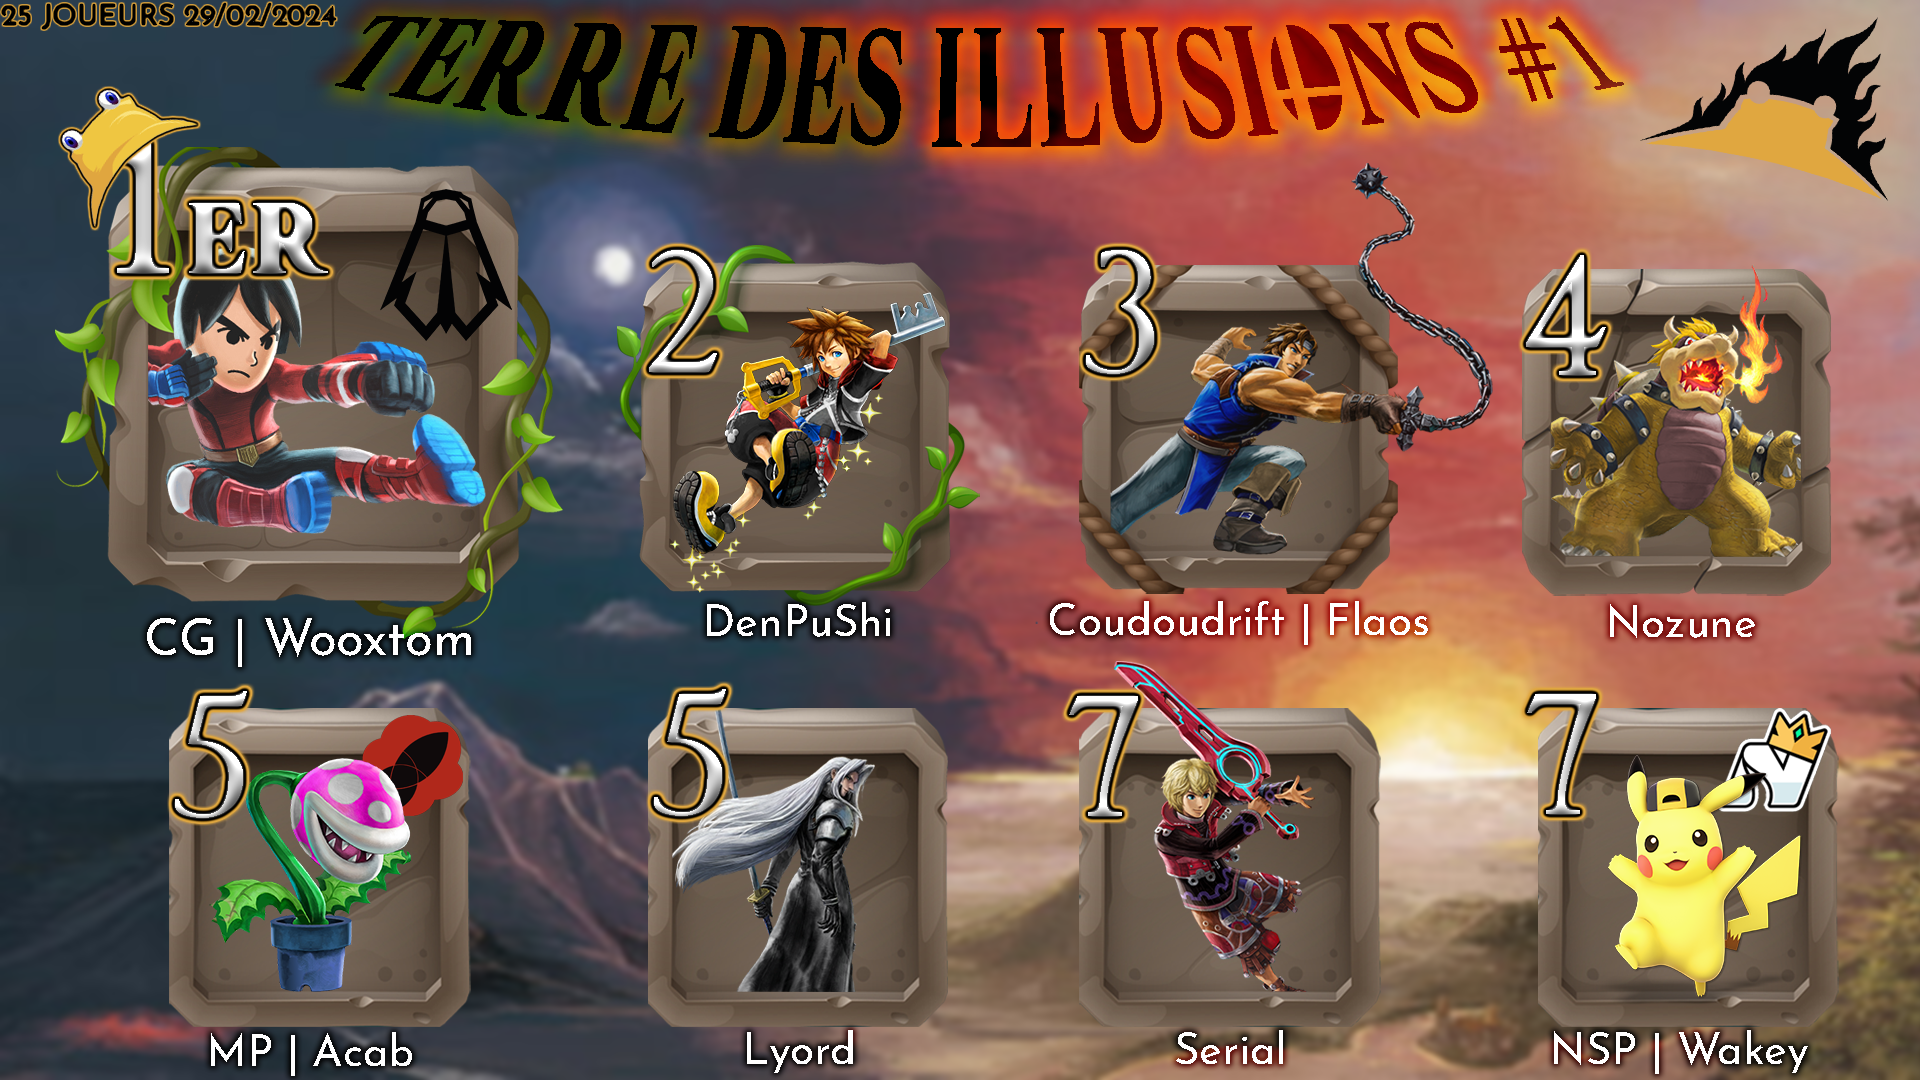 25 JOUEURS 29/02/2024
TERRE DES ILLUSIONS #1
1ER
CG | Wooxtom
2
DenPuShi
3
Coudoudrift | Flaos
4
Nozune
5
MP | Acab
5
Lyord
7
Serial
7
NSP | Wakey